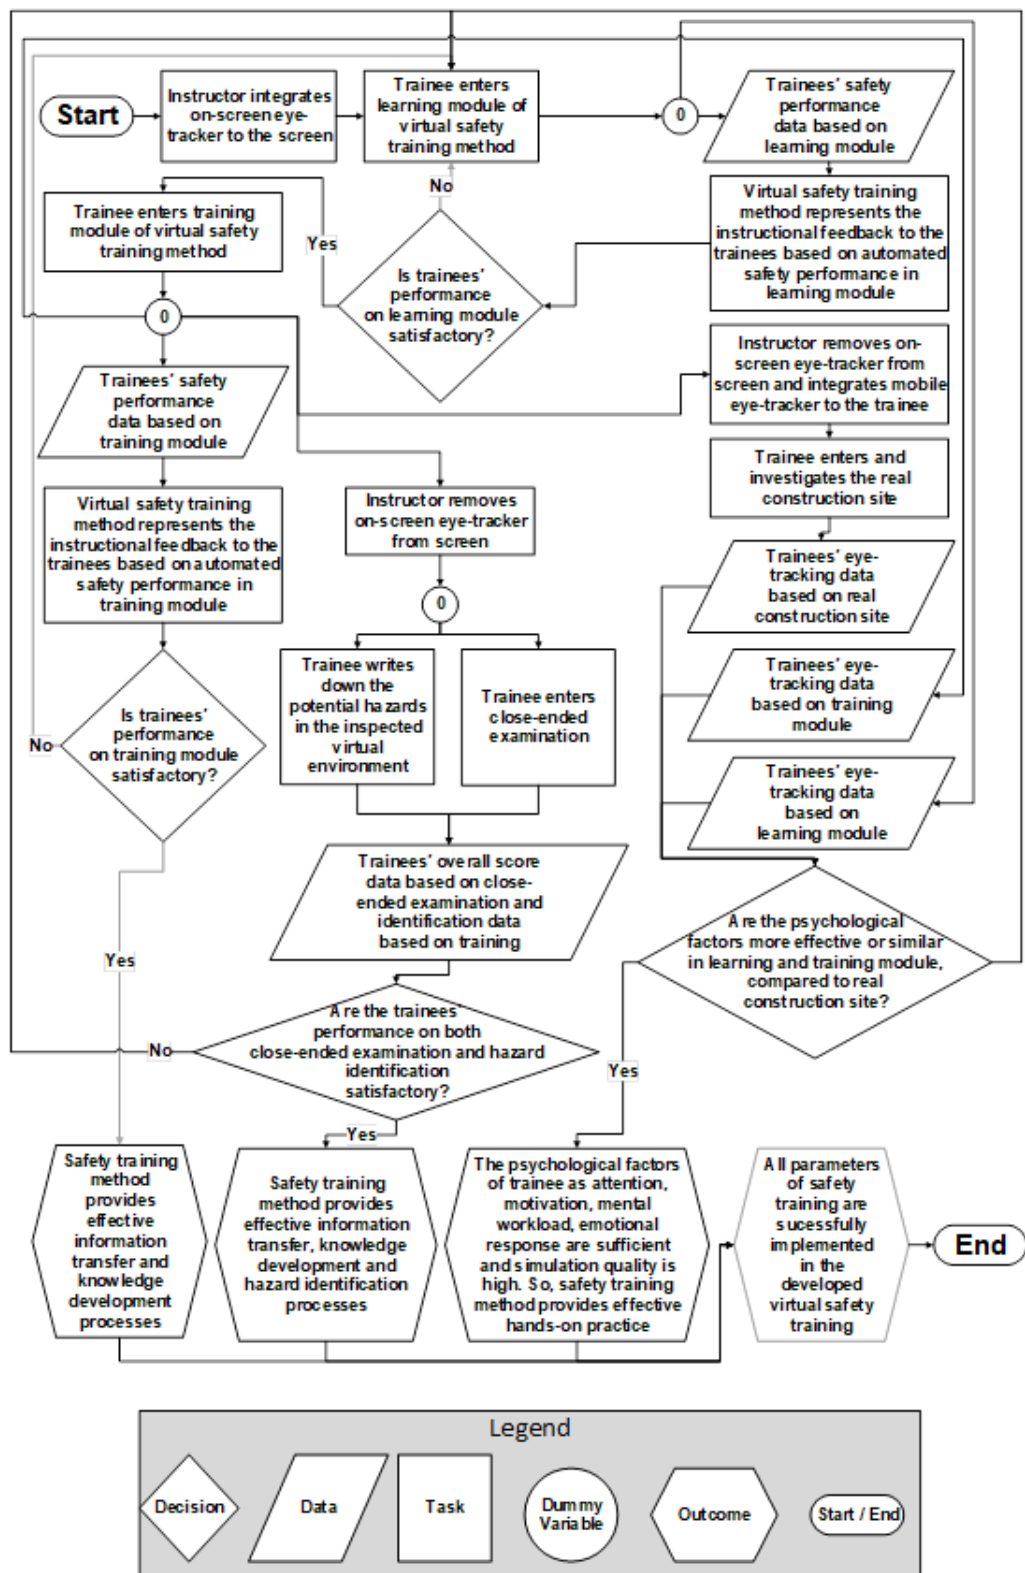 Start
Instructor integrates
on-screen eye-
tracker to the screen
Trainee enters
learning module of
virtual safety
training method
0
Trainees' safety
performance
data based on
learning module
No
Virtual safety training
method represents the
instructional feedback to the
trainees based on automated
safety performance in
learning module
Trainee enters training
module of virtual safety
training method
Yes
Is trainees'
performance
on learning module
satisfactory?
0
Instructor removes on-
screen eye-tracker from
screen and integrates mobile
eye-tracker to the trainee
Trainees' safety
performance
data based on
training module
Trainee enters and
investigates the real
construction site
Virtual safety training
method represents the
instructional feedback to the
trainees based on automated
safety performance in
training module
Instructor removes
on-screen eye-tracker
from screen
Trainees' eye-
tracking data
based on real
construction site
0
Trainee writes
down the
potential hazards
in the inspected
virtual
environment
Trainee enters
close-ended
examination
Trainees' eye-
tracking data
based on training
module
Is trainees'
performance
on training module
satisfactory?
No
Trainees' eye-
tracking data
based on
learning module
Trainees' overall score
data based on close-
ended examination and
identification data
based on training
Are the psychological
factors more effective or similar
in learning and training module,
compared to real
construction site?
Yes
Are the trainees'
performance on both
close-ended examination and hazard
identification
satisfactory?
No
Yes
Yes
Safety training
method
provides
effective
information
transfer and
knowledge
development
processes
Safety training
method provides
effective information
transfer, knowledge
development and
hazard identification
processes
The psychological factors
of trainee as attention,
motivation, mental
workload, emotional
response are sufficient
and simulation quality is
high. So, safety training
method provides effective
hands-on practice
All parameters
of safety
training are
sucessfully
implemented
in the
developed
virtual safety
training
End
Legend
Decision
Data
Task
Dummy
Variable
Outcome
Start / End